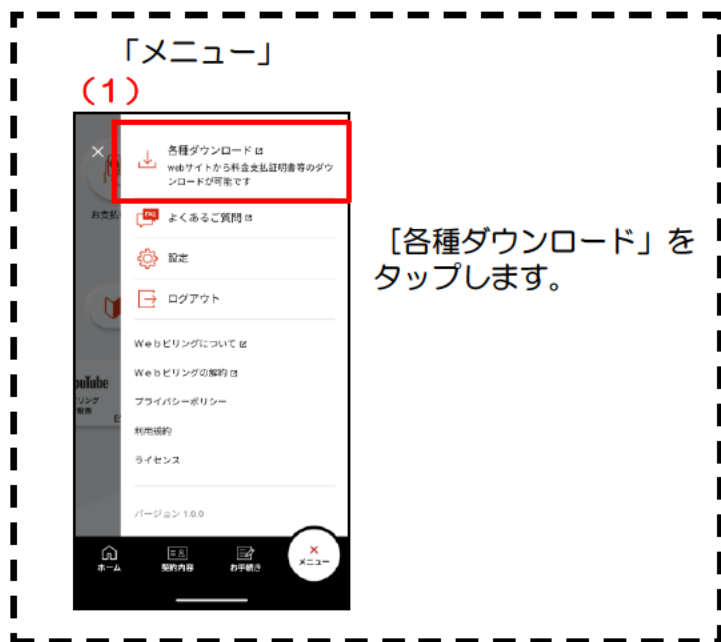 「メニュー」
（1）
各種ダウンロード
webサイトから料金支払証明書等のダウ
ンロードが可能です
お支払
FAQ
よくあるご質問
設定
ログアウト
Ｗｅｂビリングについて
Ｗｅｂビリングの解約
ouTube
リング
プライバシーポリシー
利用規約
ライセンス
バージョン 1.0.0
ホーム
契約内容
お手続き
メニュー
［各種ダウンロード」を
タップします。